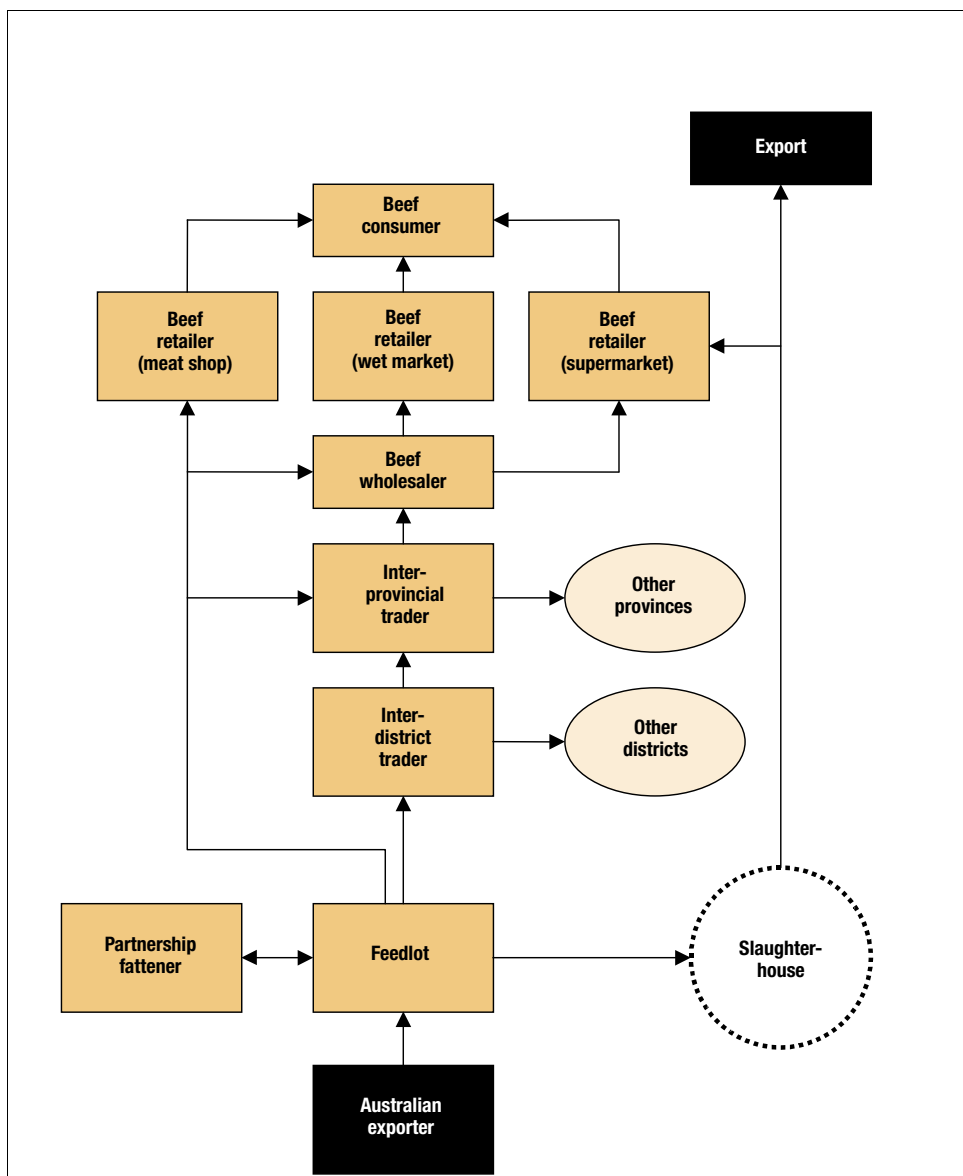 Export
Beef
consumer
Beef
retailer
(meat shop)
Beef
retailer
(wet market)
Beef
retailer
(supermarket)
Beef
wholesaler
Inter-
provincial
trader
Other
provinces
Inter-
district
trader
Other
districts
Partnership
fattener
Feedlot
Slaughter-
house
Australian
exporter